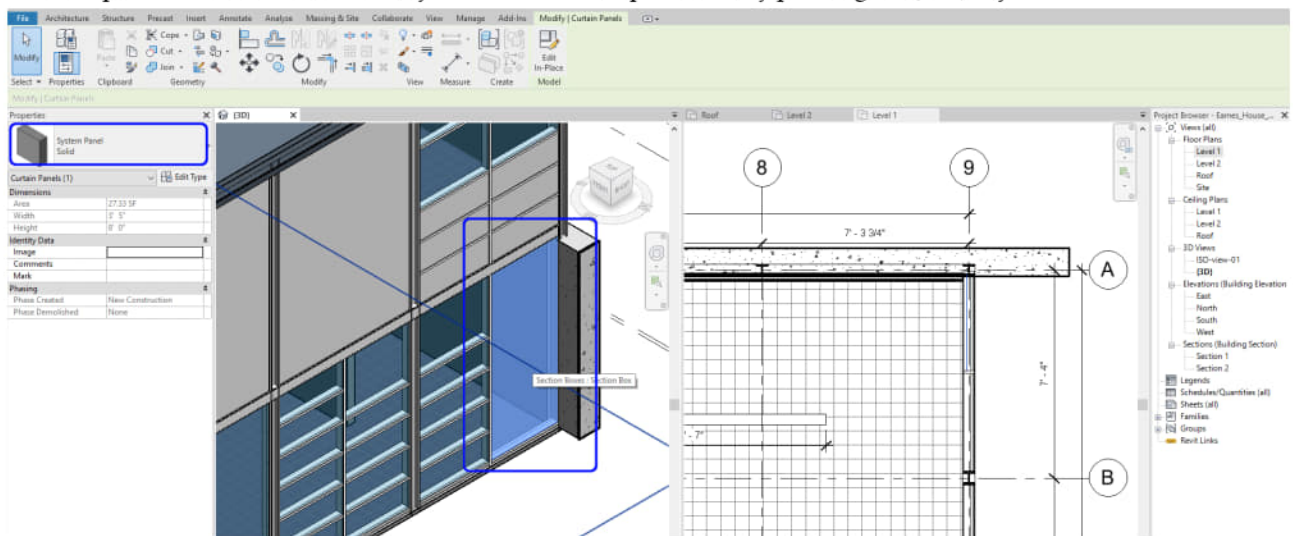 File Architecture Structure Precast Insert Annotate Analyze Massing & Site Collaborate View Manage Add-Ins Modify | Curtain Panels
Modify
Paste
Cope
Cut
Join
Edit
In-Place
Select Properties Clipboard Geometry Modify View Measure Create Model
Modify | Curtain Panels
Properties
System Panel
Solid
Curtain Panels (1)
Edit Type
Dimensions
Area 27.33 SF
Width 3' 5"
Height 8' 0"
Identity Data
Image
Comments
Mark
Phasing
Phase Created New Construction
Phase Demolished None
{3D}
Section Boxes : Section Box
Roof Level 2 Level 1
8
9
7' - 3 3/4"
A
7' - 4"
' - 7"
B
Project Browser - Eames_House_...
Views (all)
Floor Plans
Level 1
Level 2
Roof
Site
Ceiling Plans
Level 1
Level 2
Roof
3D Views
ISO-view-01
{3D}
Elevations (Building Elevation
East
North
South
West
Sections (Building Section)
Section 1
Section 2
Legends
Schedules/Quantities (all)
Sheets (all)
Families
Groups
Revit Links